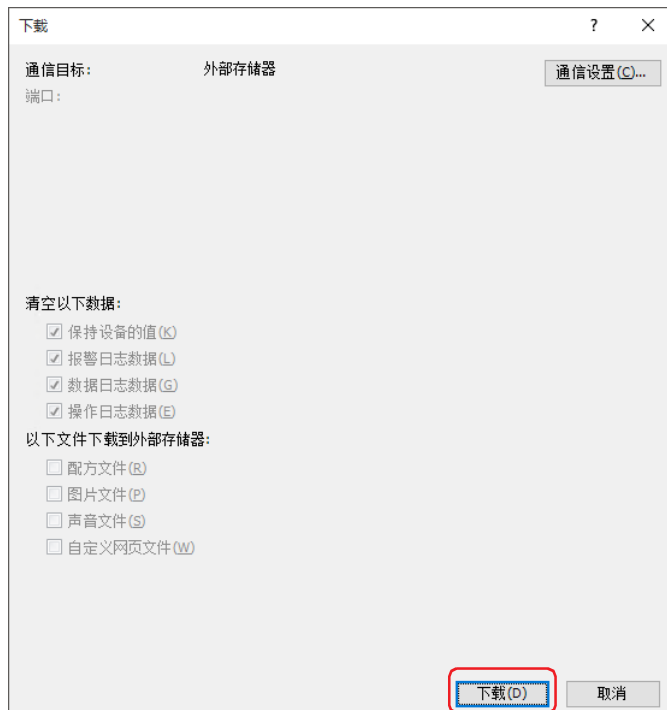 下载 ?
通信目标: 外部存储器 通信设置(C)...
端口:
清空以下数据:
保持设备的值(K)
报警日志数据(L)
数据日志数据(G)
操作日志数据(E)
以下文件下载到外部存储器:
配方文件(R)
图片文件(P)
声音文件(S)
自定义网页文件(W)
下载(D) 取消